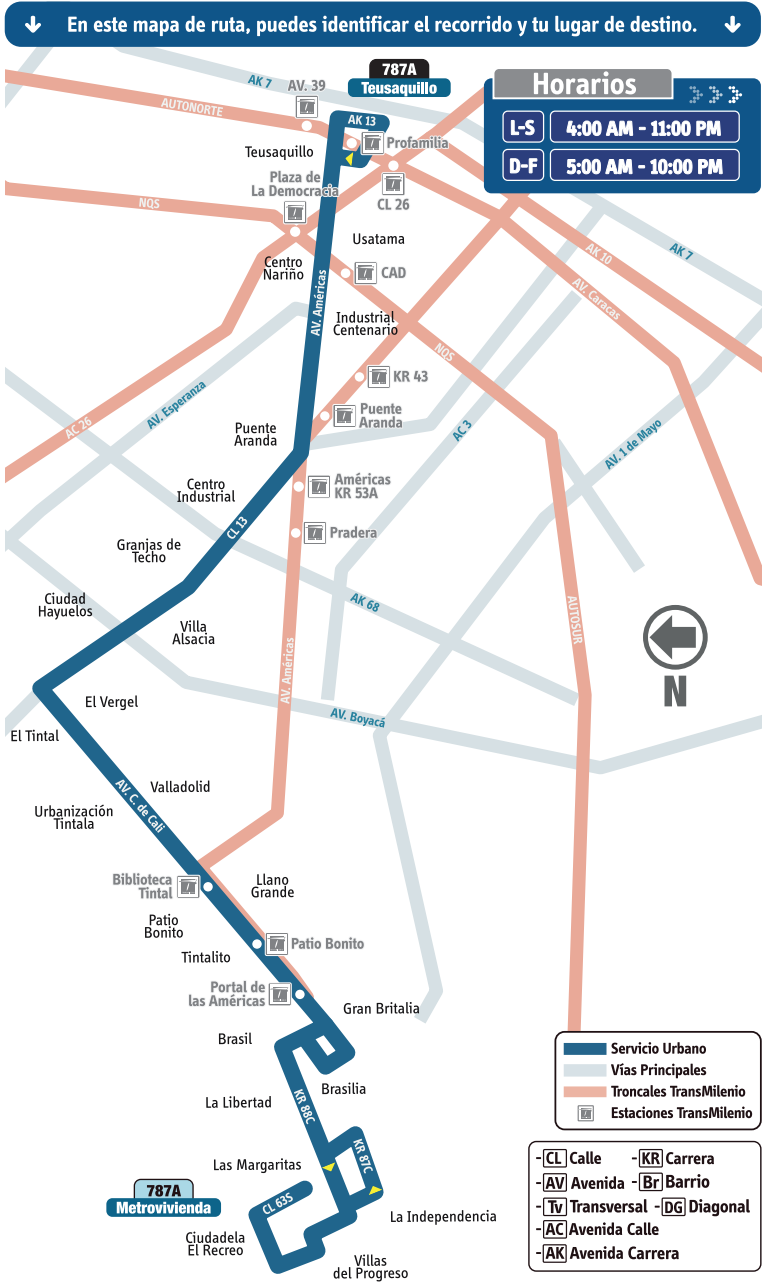 En este mapa de ruta, puedes identificar el recorrido y tu lugar de destino.
787A
Teusaquillo
Horarios
L-S
4:00 AM - 11:00 PM
D-F
5:00 AM - 10:00 PM
AK 7
AV. 39
AUTONORTE
AK 13
Profamilia
Teusaquillo
Plaza de
La Democracia
CL 26
NQS
Usatama
AK 10
AK 7
Centro
Nariño
CAD
AV. Américas
AV. Caracas
Industrial
Centenario
NQS
KR 43
AV. Esperanza
Puente
Aranda
AC 26
Puente
Aranda
AC 3
AV. 1 de Mayo
Centro
Industrial
Américas
KR 53A
CL 13
Pradera
Granjas de
Techo
Ciudad
Hayuelos
AK 68
AUTOSUR
Villa
Alsacia
N
AV. Américas
El Vergel
AV. Boyacá
El Tintal
Valladolid
AV. C. de Cali
Urbanización
Tintala
Biblioteca
Tintal
Llano
Grande
Patio
Bonito
Patio Bonito
Tintalito
Portal de
las Américas
Gran Britalia
Brasil
Brasilia
La Libertad
KR 88C
KR 87C
Las Margaritas
787A
Metrovivienda
CL 63S
La Independencia
Ciudadela
El Recreo
Villas
del Progreso
Servicio Urbano
Vías Principales
Troncales TransMilenio
Estaciones TransMilenio
- CL Calle - KR Carrera
- AV Avenida - Br Barrio
- Tv Transversal - DG Diagonal
- AC Avenida Calle
- AK Avenida Carrera